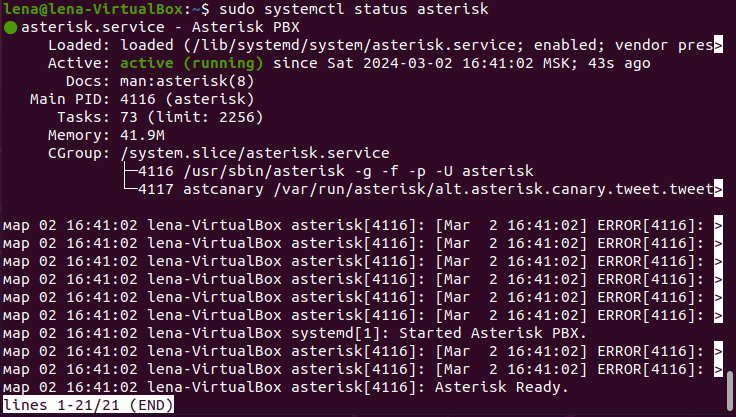 lena@lena-VirtualBox:~$ sudo systemctl status asterisk
● asterisk.service - Asterisk PBX
     Loaded: loaded (/lib/systemd/system/asterisk.service; enabled; vendor pres>
     Active: active (running) since Sat 2024-03-02 16:41:02 MSK; 43s ago
       Docs: man:asterisk(8)
   Main PID: 4116 (asterisk)
      Tasks: 73 (limit: 2256)
     Memory: 41.9M
     CGroup: /system.slice/asterisk.service
             ├─4116 /usr/sbin/asterisk -g -f -p -U asterisk
             └─4117 astcanary /var/run/asterisk/alt.asterisk.canary.tweet.tweet>
мар 02 16:41:02 lena-VirtualBox asterisk[4116]: [Mar  2 16:41:02] ERROR[4116]: >
мар 02 16:41:02 lena-VirtualBox asterisk[4116]: [Mar  2 16:41:02] ERROR[4116]: >
мар 02 16:41:02 lena-VirtualBox asterisk[4116]: [Mar  2 16:41:02] ERROR[4116]: >
мар 02 16:41:02 lena-VirtualBox asterisk[4116]: [Mar  2 16:41:02] ERROR[4116]: >
мар 02 16:41:02 lena-VirtualBox asterisk[4116]: [Mar  2 16:41:02] ERROR[4116]: >
мар 02 16:41:02 lena-VirtualBox asterisk[4116]: [Mar  2 16:41:02] ERROR[4116]: >
мар 02 16:41:02 lena-VirtualBox systemd[1]: Started Asterisk PBX.
мар 02 16:41:02 lena-VirtualBox asterisk[4116]: [Mar  2 16:41:02] ERROR[4116]: >
мар 02 16:41:02 lena-VirtualBox asterisk[4116]: [Mar  2 16:41:02] ERROR[4116]: >
мар 02 16:41:02 lena-VirtualBox asterisk[4116]: Asterisk Ready.
lines 1-21/21 (END)